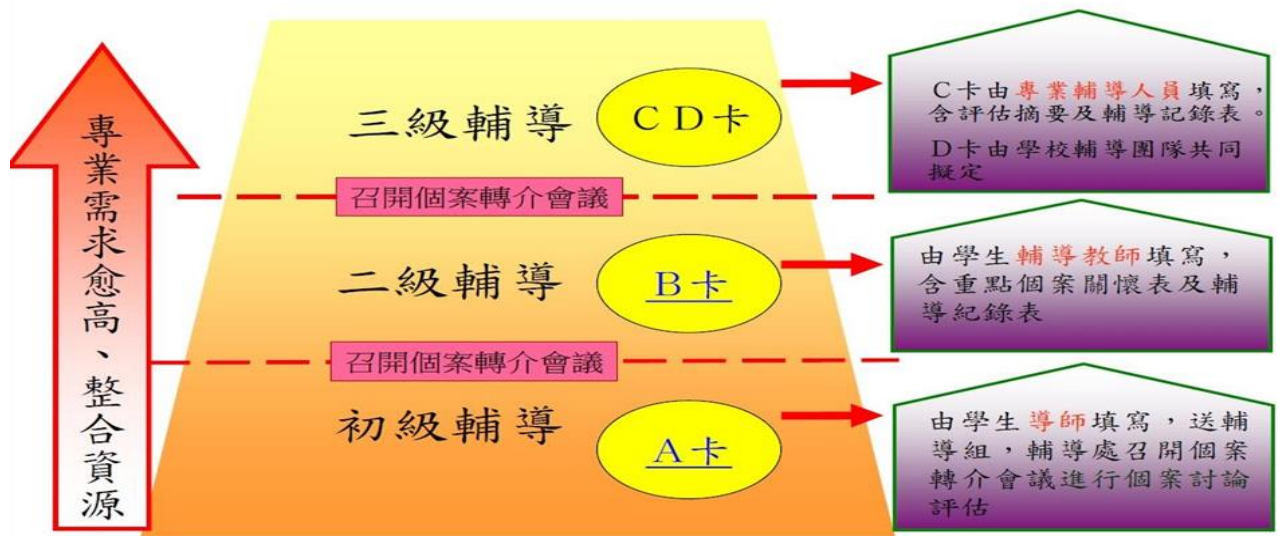 專業需求愈高、整合資源
三級輔導
CD卡
C卡由專業輔導人員填寫，
含評估摘要及輔導記錄表。
D卡由學校輔導團隊共同
擬定
召開個案轉介會議
二級輔導
B卡
由學生輔導教師填寫，
含重點個案關懷表及輔
導紀錄表
召開個案轉介會議
初級輔導
A卡
由學生導師填寫，送輔
導組，輔導處召開個案
轉介會議進行個案討論
評估